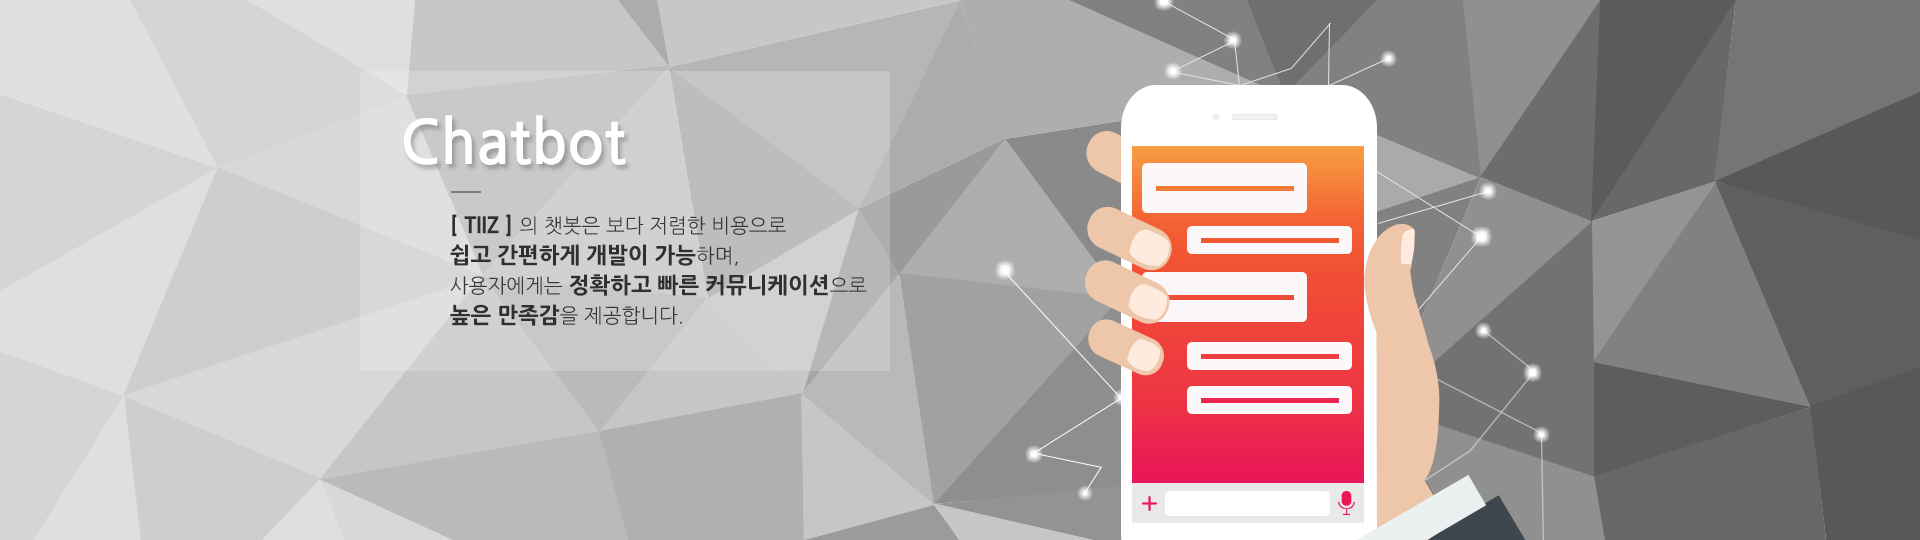 Chatbot
[ TIIZ ] 의 챗봇은 보다 저렴한 비용으로
쉽고 간편하게 개발이 가능하며,
사용자에게는 정확하고 빠른 커뮤니케이션으로
높은 만족감을 제공합니다.